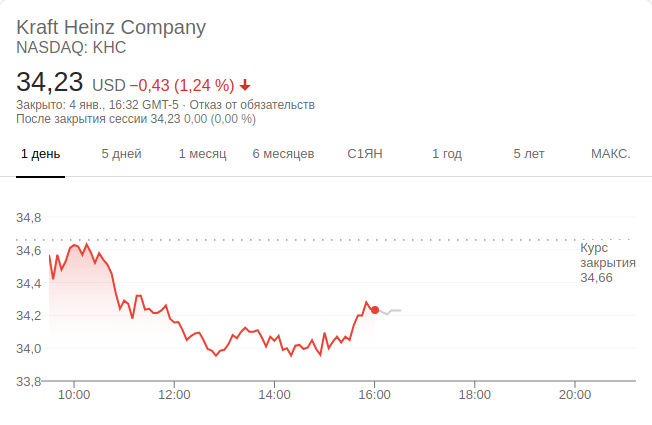 Kraft Heinz Company
NASDAQ: KHC
34,23 USD −0,43 (1,24 %)
Закрыто: 4 янв., 16:32 GMT-5 · Отказ от обязательств
После закрытия сессии 34,23 0,00 (0,00 %)
1 день 5 дней 1 месяц 6 месяцев С1ЯН 1 год 5 лет МАКС.
34,8
34,6
34,4
34,2
34,0
33,8
Курс
закрытия
34,66
10:00 12:00 14:00 16:00 18:00 20:00